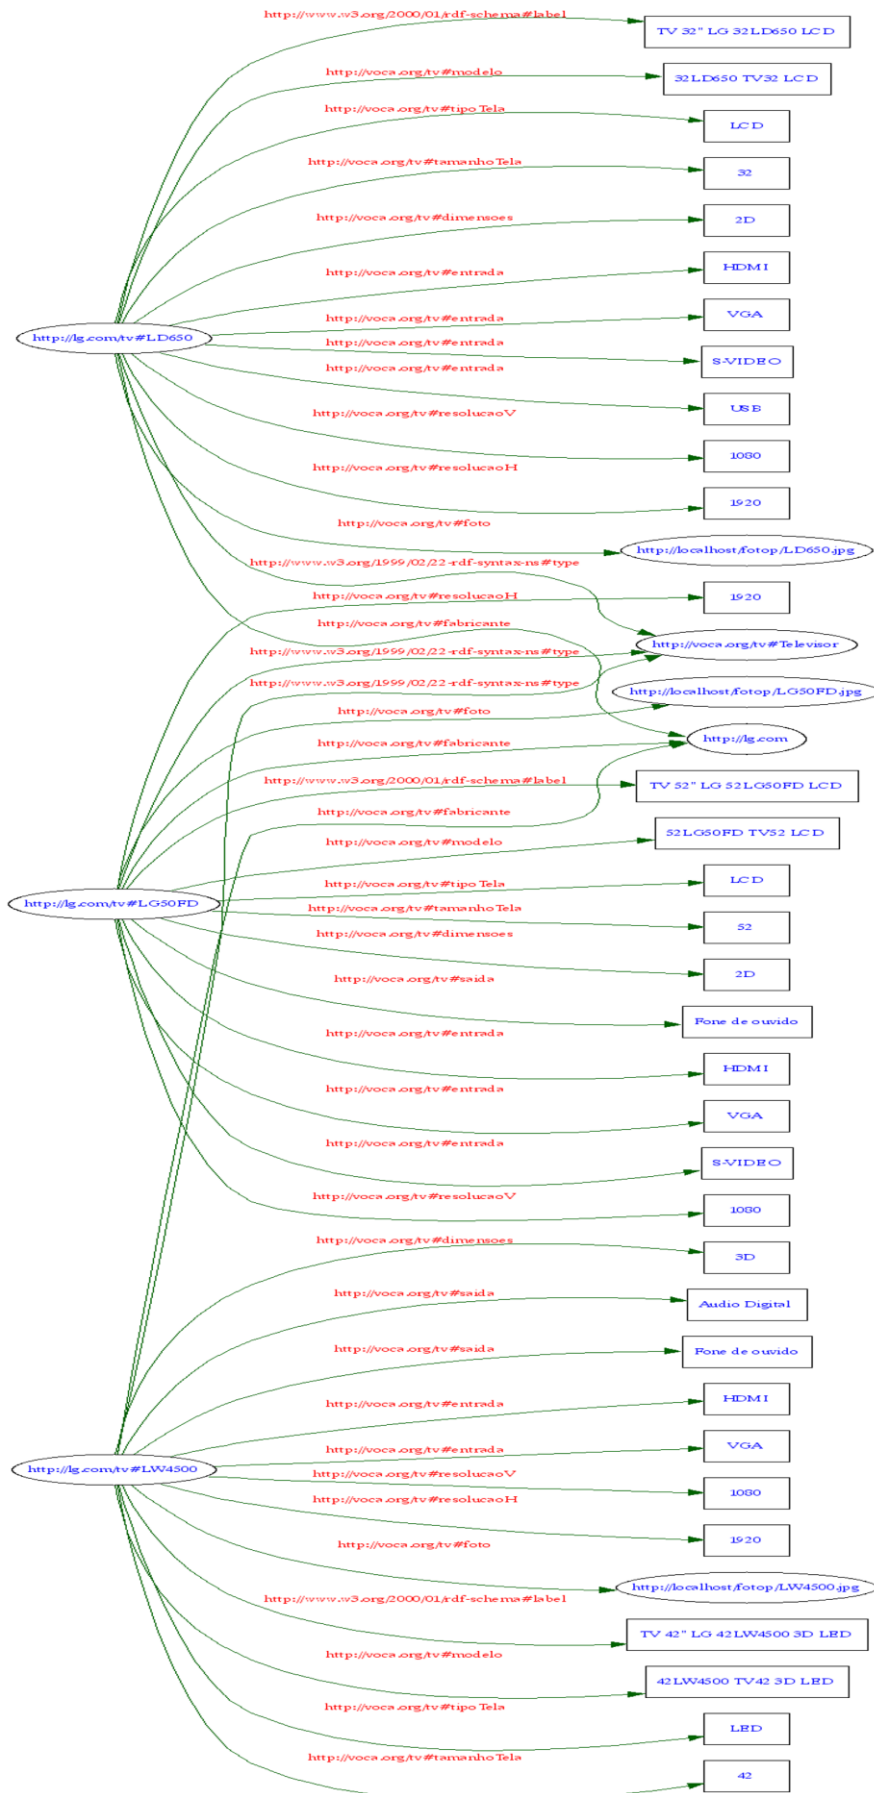 http://www.w3.org/2000/01/rdf-schema#label
TV 32" LG 32LD650 LCD
http://voca.org/tv#modelo
32LD650 TV32 LCD
http://voca.org/tv#tipoTela
LCD
http://voca.org/tv#tamanhoTela
32
http://voca.org/tv#dimensoes
2D
http://voca.org/tv#entrada
HDMI
http://voca.org/tv#entrada
VGA
http://lg.com/tv#LD650
http://voca.org/tv#entrada
S-VIDEO
http://voca.org/tv#entrada
USB
http://voca.org/tv#resolucaoV
1080
http://voca.org/tv#resolucaoH
1920
http://voca.org/tv#foto
http://localhost/fotop/LD650.jpg
http://www.w3.org/1999/02/22-rdf-syntax-ns#type
http://voca.org/tv#resolucaoH
1920
http://voca.org/tv#fabricante
http://voca.org/tv#Televisor
http://www.w3.org/1999/02/22-rdf-syntax-ns#type
http://www.w3.org/1999/02/22-rdf-syntax-ns#type
http://localhost/fotop/LG50FD.jpg
http://voca.org/tv#foto
http://lg.com
http://voca.org/tv#fabricante
http://www.w3.org/2000/01/rdf-schema#label
TV 52" LG 52LG50FD LCD
http://voca.org/tv#fabricante
52LG50FD TV52 LCD
http://voca.org/tv#modelo
http://voca.org/tv#tipoTela
LCD
http://lg.com/tv#LG50FD
http://voca.org/tv#tamanhoTela
52
http://voca.org/tv#dimensoes
2D
http://voca.org/tv#saida
Fone de ouvido
http://voca.org/tv#entrada
HDMI
http://voca.org/tv#entrada
VGA
http://voca.org/tv#entrada
S-VIDEO
http://voca.org/tv#resolucaoV
1080
http://voca.org/tv#dimensoes
3D
http://voca.org/tv#saida
Audio Digital
http://voca.org/tv#saida
Fone de ouvido
http://voca.org/tv#entrada
HDMI
http://voca.org/tv#entrada
VGA
http://lg.com/tv#LW4500
http://voca.org/tv#resolucaoV
1080
http://voca.org/tv#resolucaoH
1920
http://voca.org/tv#foto
http://localhost/fotop/LW4500.jpg
http://www.w3.org/2000/01/rdf-schema#label
TV 42" LG 42LW4500 3D LED
http://voca.org/tv#modelo
42LW4500 TV42 3D LED
http://voca.org/tv#tipoTela
LED
http://voca.org/tv#tamanhoTela
42